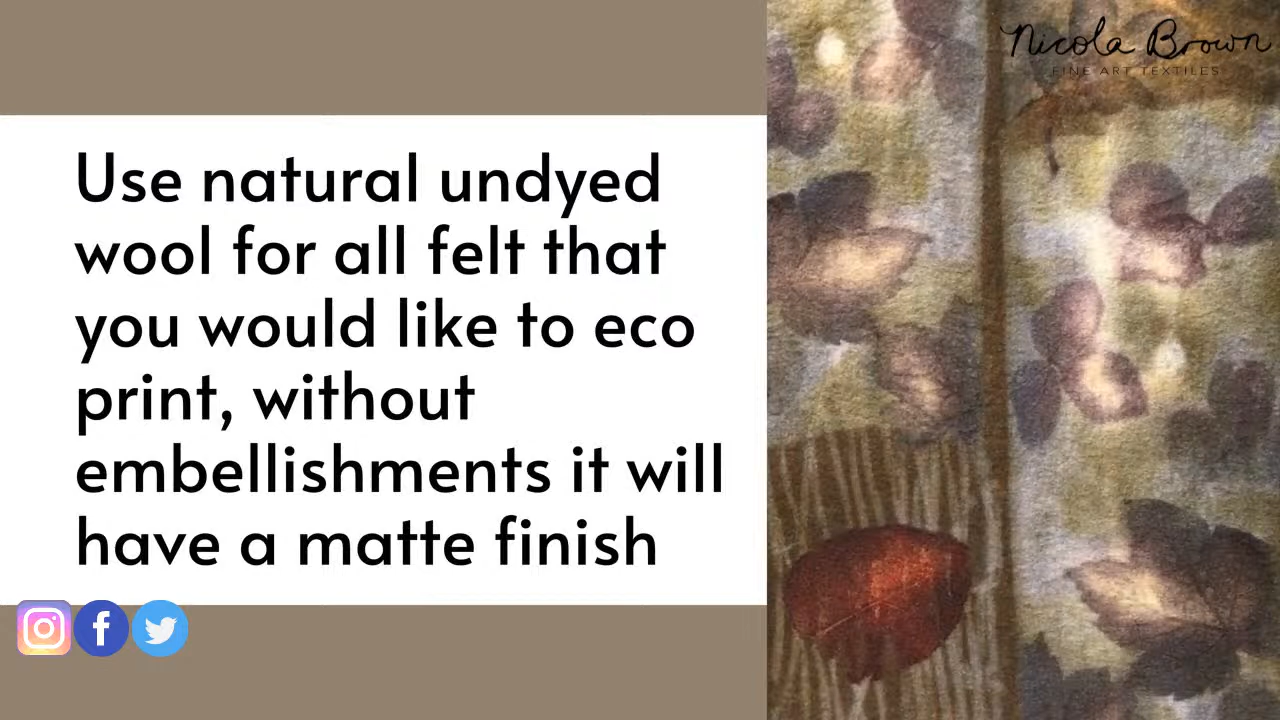 Nicola Brown
FINE ART TEXTILES
Use natural undyed
wool for all felt that
you would like to eco
print, without
embellishments it will
have a matte finish